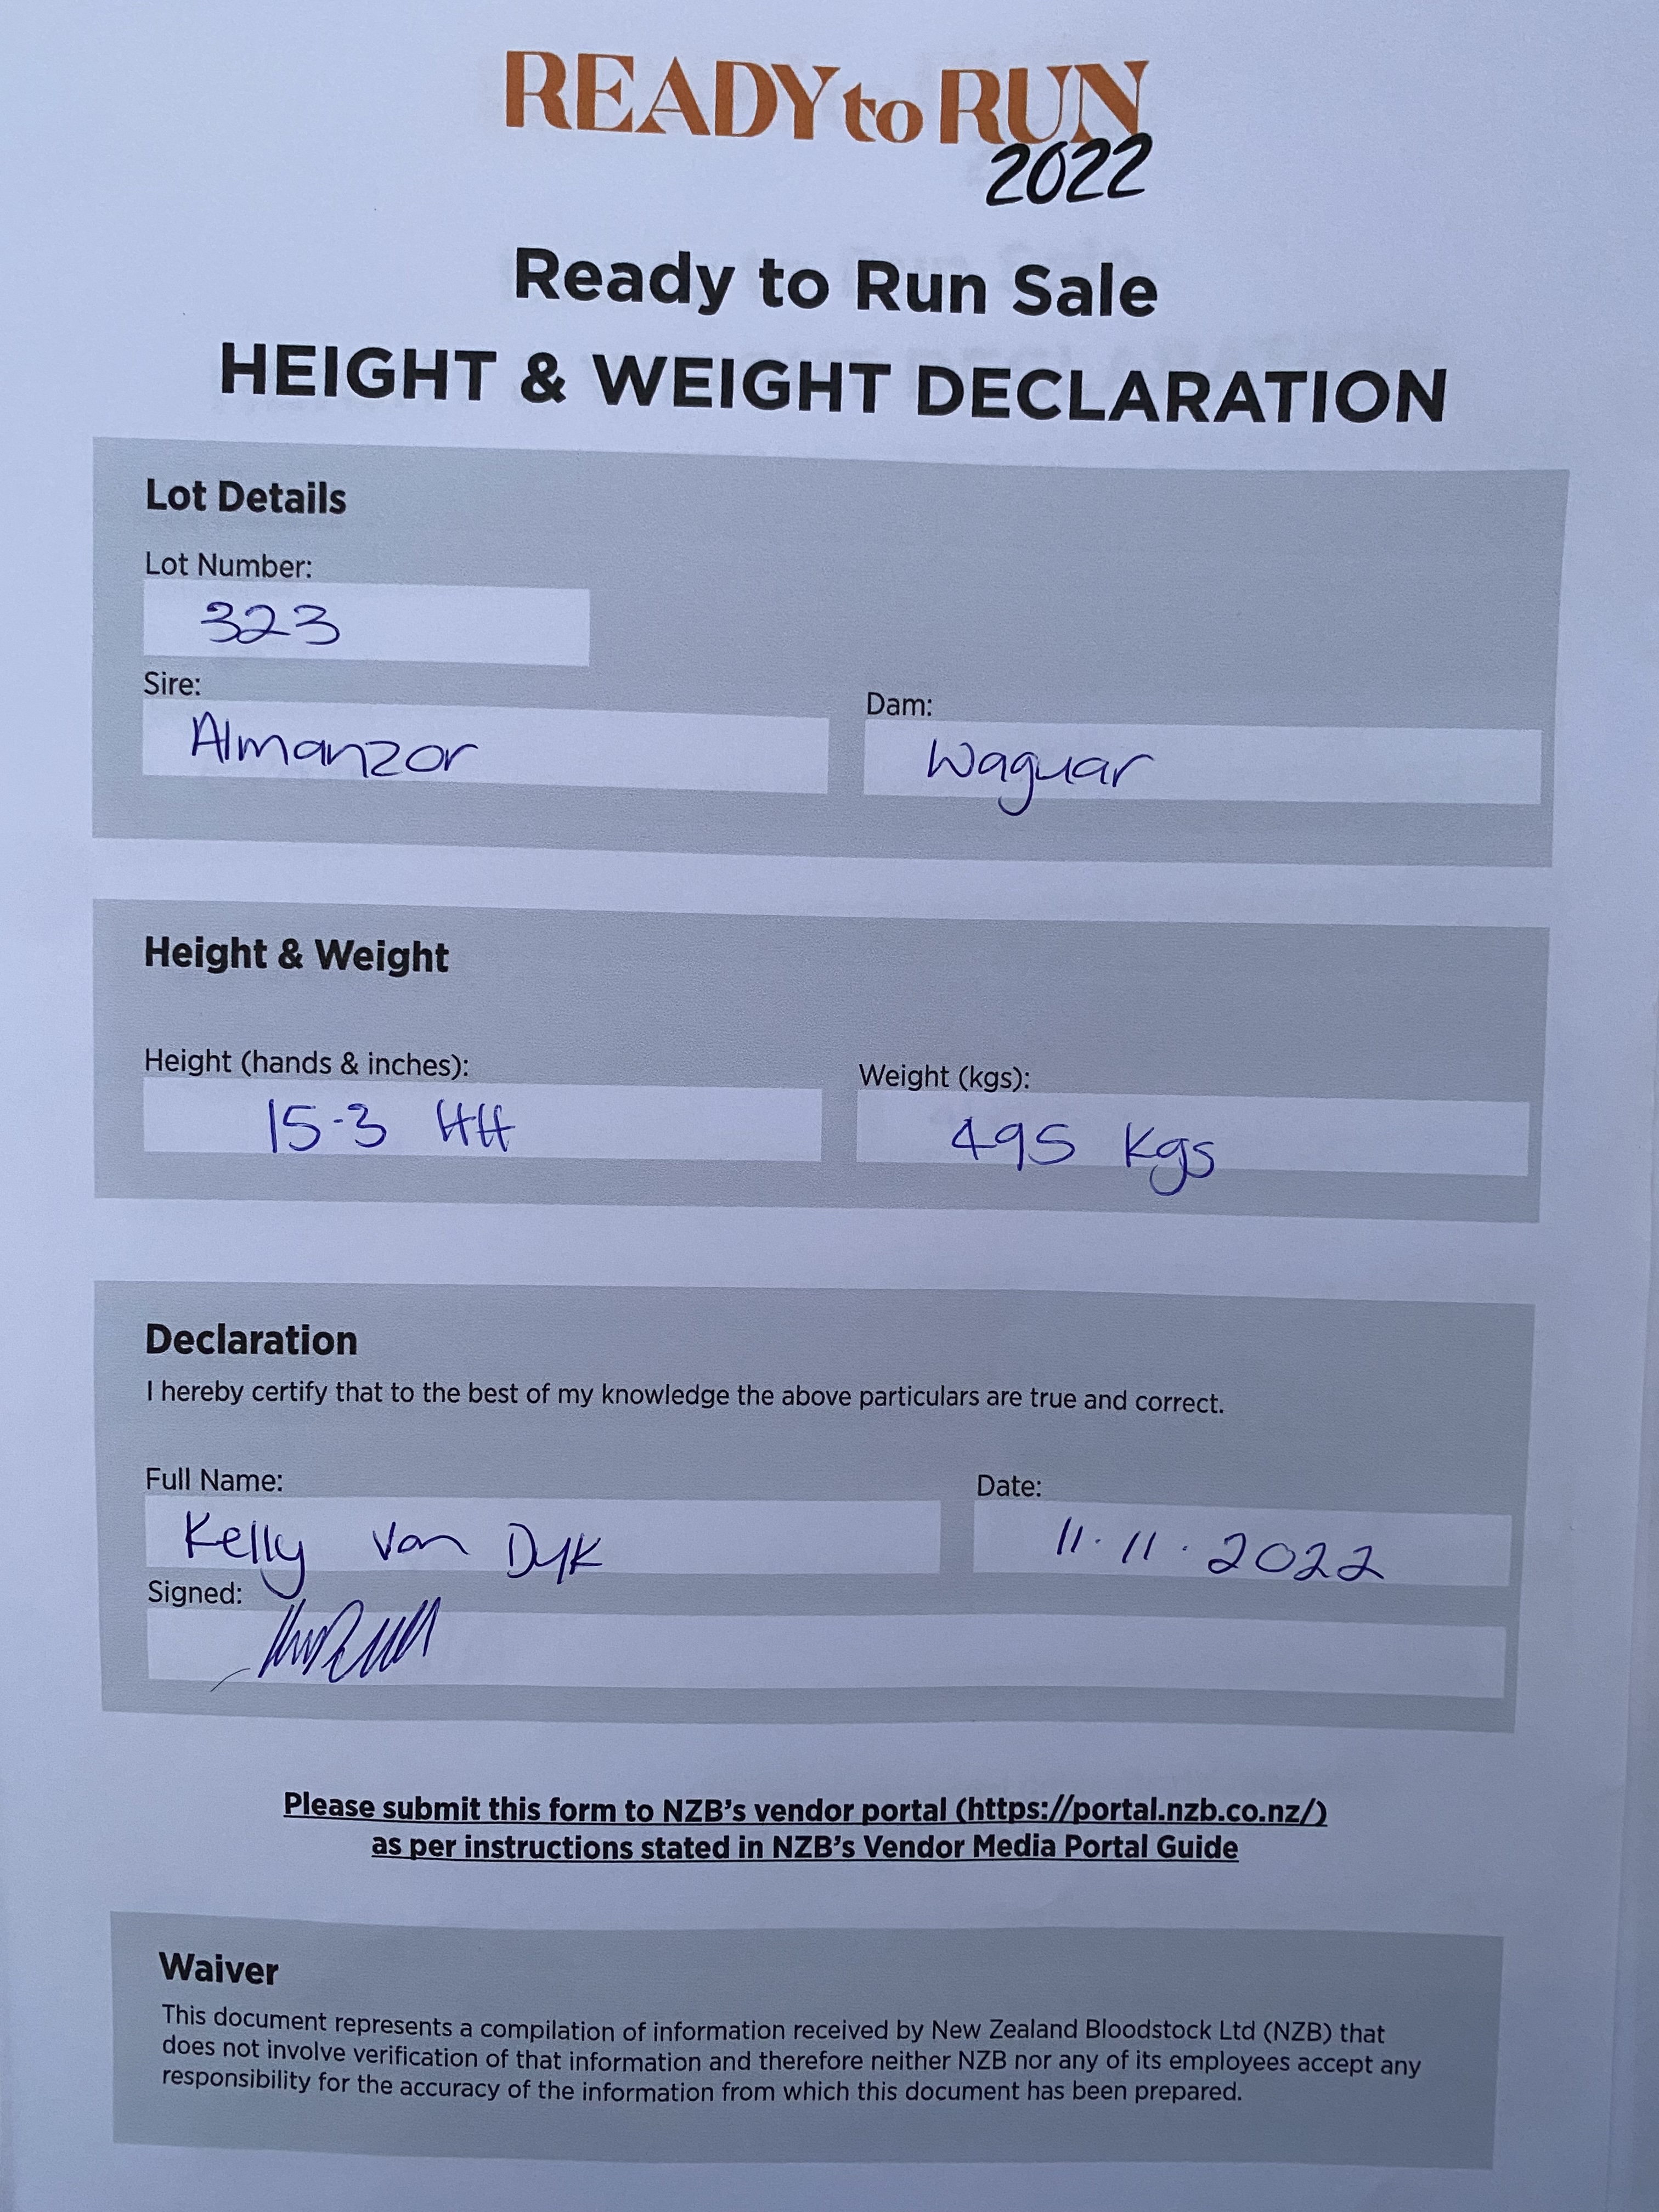 READY to RUN
2022
Ready to Run Sale
HEIGHT & WEIGHT DECLARATION
Lot Details
Lot Number:
323
Sire:
Dam:
Almanzor
Waguar
Height & Weight
Height (hands & inches):
Weight (kgs):
15-3 HH
495 Kgs
Declaration
I hereby certify that to the best of my knowledge the above particulars are true and correct.
Full Name:
Date:
Kelly Van Dyk
11.11.2022
Signed:
Please submit this form to NZB's vendor portal (https://portal.nzb.co.nz/)
as per instructions stated in NZB's Vendor Media Portal Guide
Waiver
This document represents a compilation of information received by New Zealand Bloodstock Ltd (NZB) that
does not involve verification of that information and therefore neither NZB nor any of its employees accept any
responsibility for the accuracy of the information from which this document has been prepared.